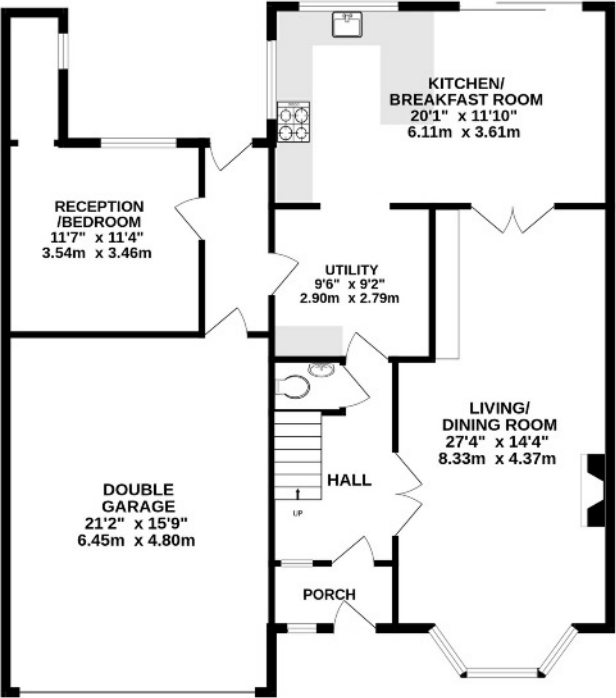 KITCHEN/
BREAKFAST ROOM
20'1" x 11'10"
6.11m x 3.61m
RECEPTION
/BEDROOM
11'7" x 11'4"
3.54m x 3.46m
UTILITY
9'6" x 9'2"
2.90m x 2.79m
LIVING/
DINING ROOM
27'4" x 14'4"
8.33m x 4.37m
HALL
UP
DOUBLE
GARAGE
21'2" x 15'9"
6.45m x 4.80m
PORCH